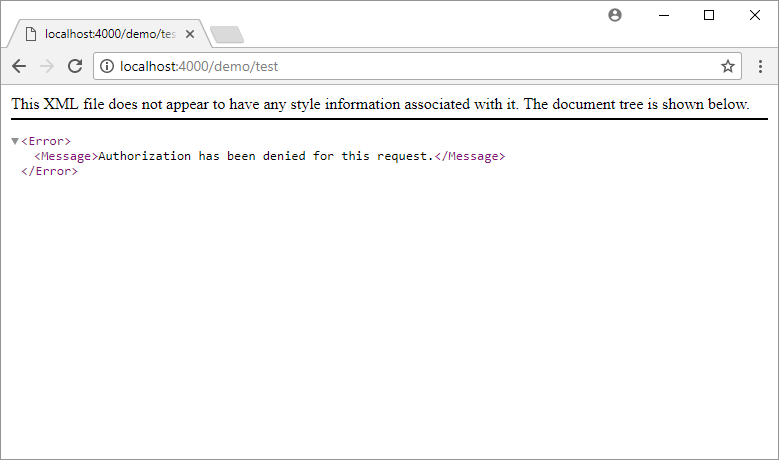 localhost:4000/demo/tes
localhost:4000/demo/test
This XML file does not appear to have any style information associated with it. The document tree is shown below.
<Error>
<Message>Authorization has been denied for this request.</Message>
</Error>